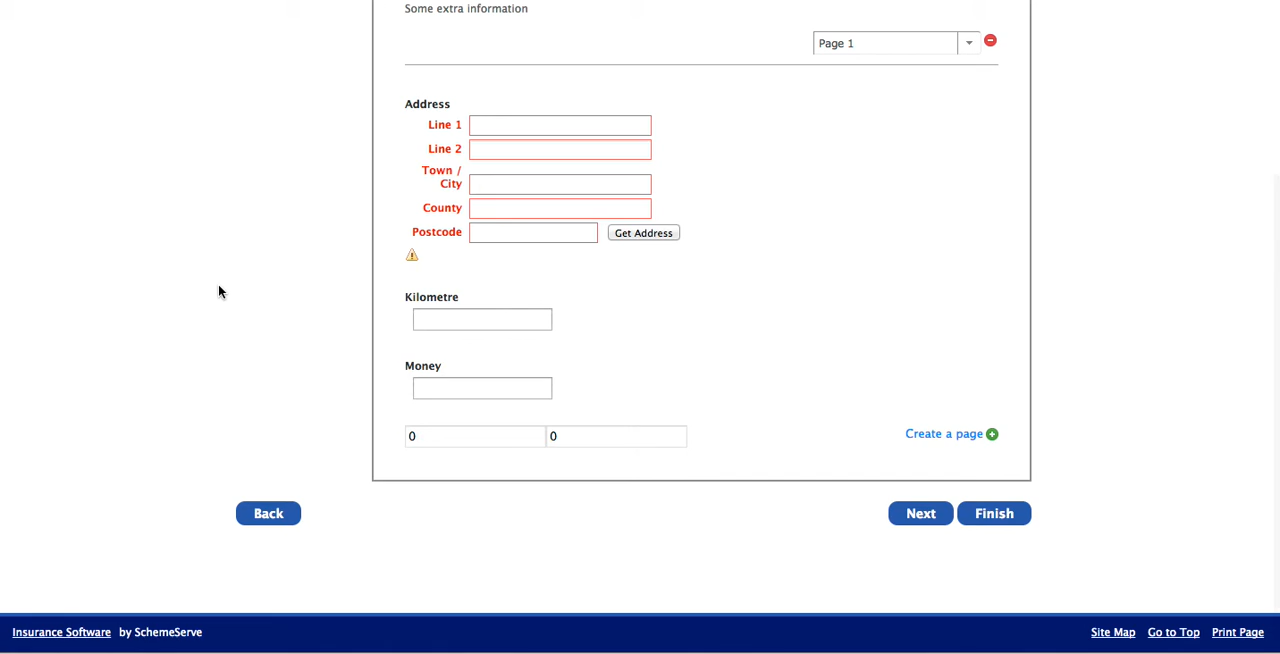 Some extra information
Page 1
Address
Line 1
Line 2
Town /
City
County
Postcode
Get Address
Kilometre
Money
0 0 Create a page
Back Next Finish
Insurance Software by SchemeServe Site Map Go to Top Print Page